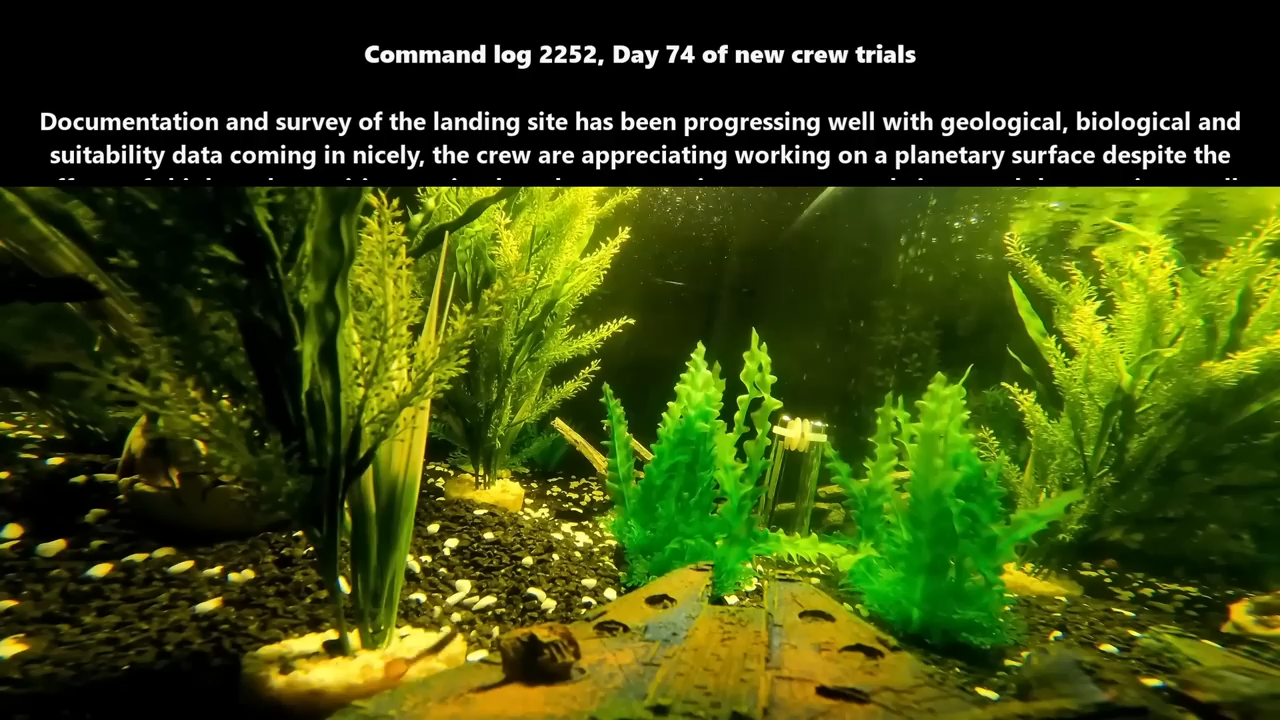 Command log 2252, Day 74 of new crew trials
Documentation and survey of the landing site has been progressing well with geological, biological and
suitability data coming in nicely, the crew are appreciating working on a planetary surface despite the